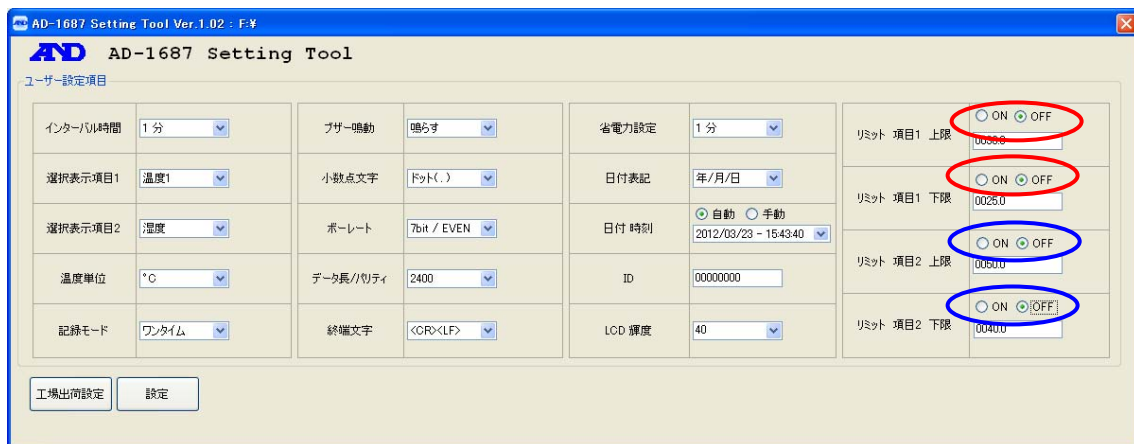 AD-1687 Setting Tool Ver.1.02 : F:¥
AND AD-1687 Setting Tool
ユーザー設定項目
インターバル時間 1 分
選択表示項目1 温度1
選択表示項目2 湿度
温度単位 °C
記録モード ワンタイム
ブザー鳴動 鳴らす
小数点文字 ドット(.)
ボーレート 7bit / EVEN
データ長/パリティ 2400
終端文字 <CR><LF>
省電力設定 1 分
日付表記 年/月/日
日付 時刻 自動 手動
2012/03/23 - 15:43:40
ID 00000000
LCD 輝度 40
リミット 項目1 上限 ON OFF
リミット 項目1 下限 ON OFF
0025.0
リミット 項目2 上限 ON OFF
0050.0
リミット 項目2 下限 ON OFF
0040.0
工場出荷設定 設定